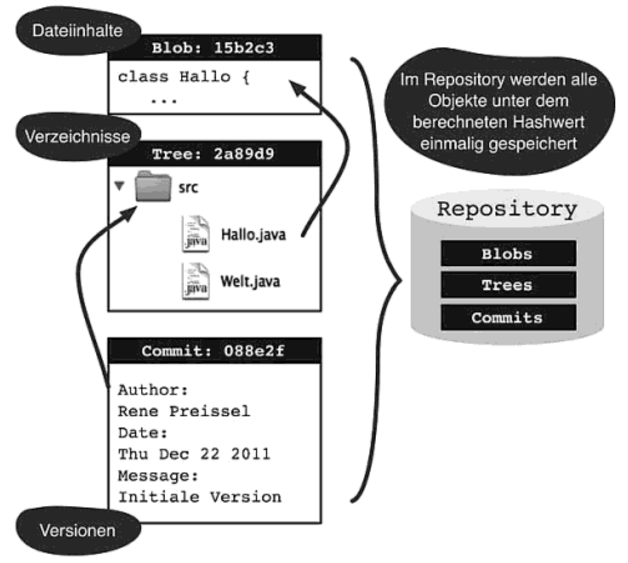 Dateiinhalte
Blob: 15b2c3
class Hallo {
...
Verzeichnisse
Tree: 2a89d9
src
.java
Hallo.java
.java
Welt.java
Commit: 088e2f
Author:
Rene Preissel
Date:
Thu Dec 22 2011
Message:
Initiale Version
Versionen
Im Repository werden alle
Objekte unter dem
berechneten Hashwert
einmalig gespeichert
Repository
Blobs
Trees
Commits